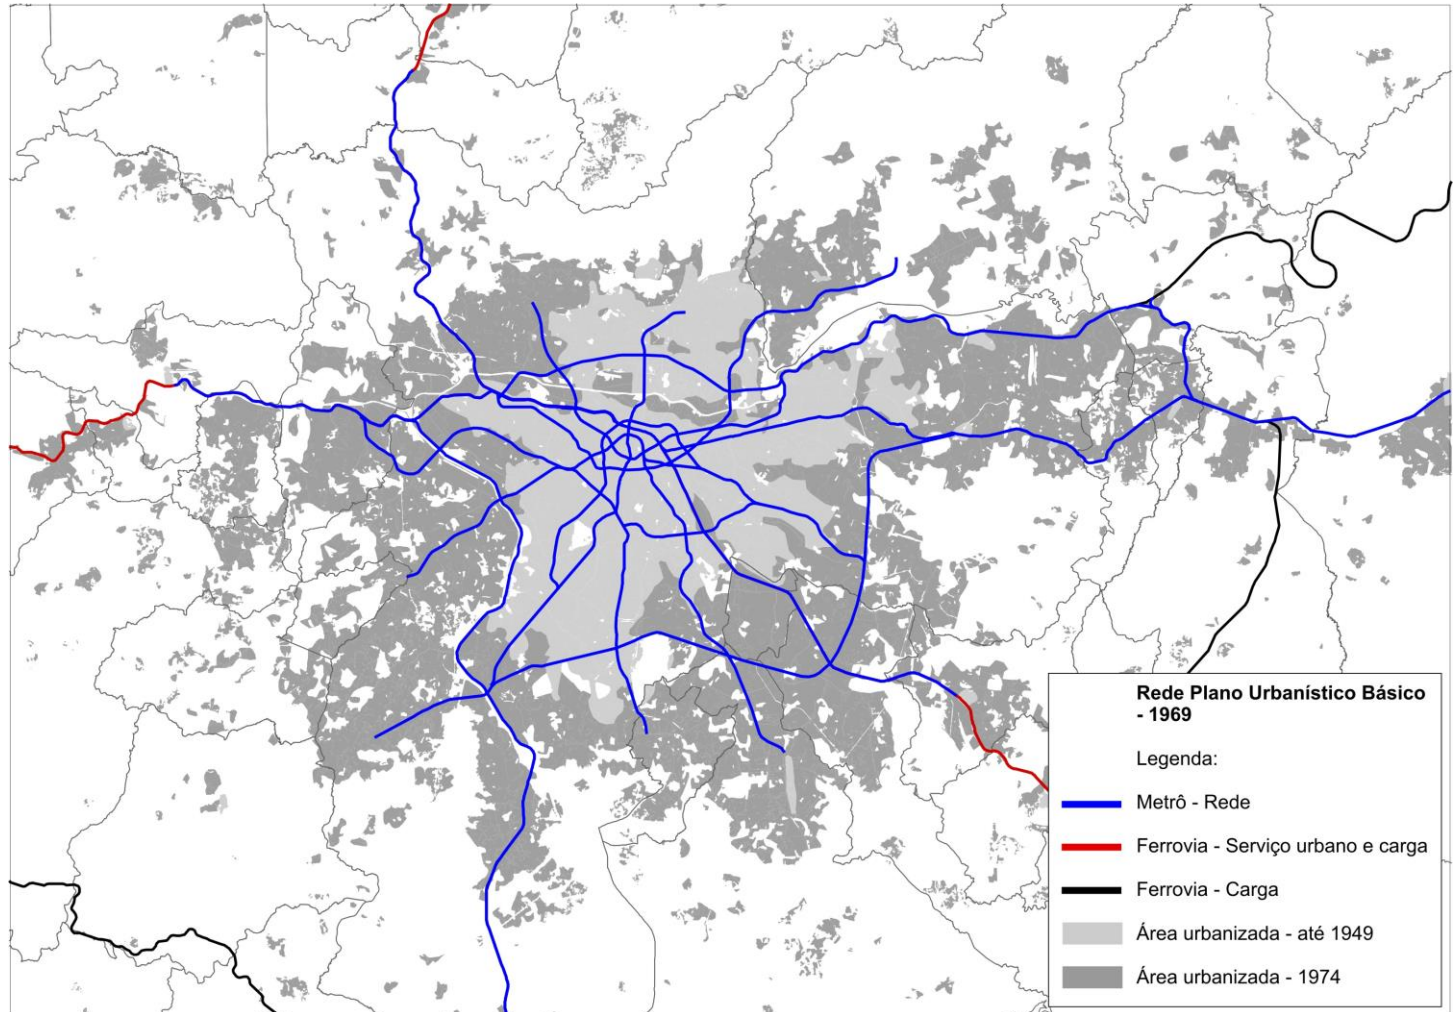 Rede Plano Urbanístico Básico
- 1969
Legenda:
Metrô - Rede
Ferrovia - Serviço urbano e carga
Ferrovia - Carga
Área urbanizada - até 1949
Área urbanizada - 1974